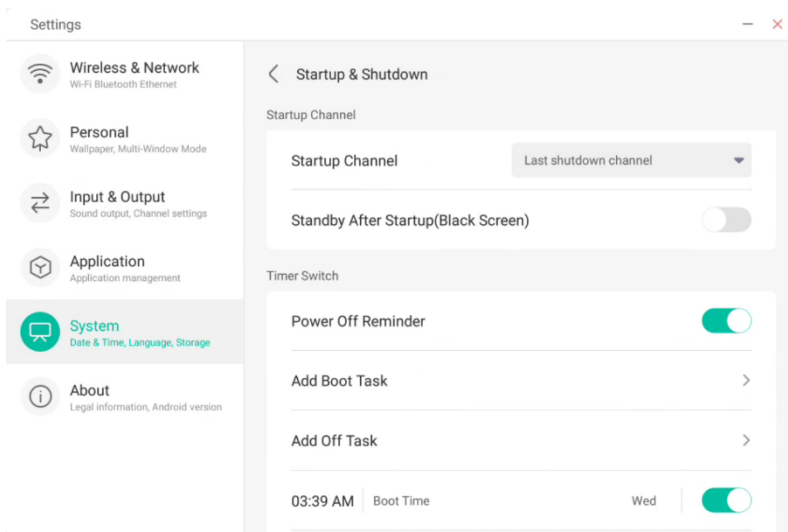 Settings
Wireless & Network
Wi-Fi Bluetooth Ethernet
Personal
Wallpaper, Multi-Window Mode
Input & Output
Sound output, Channel settings
Application
Application management
System
Date & Time, Language, Storage
About
Legal information, Android version
Startup & Shutdown
Startup Channel
Startup Channel Last shutdown channel
Standby After Startup(Black Screen)
Timer Switch
Power Off Reminder
Add Boot Task
Add Off Task
03:39 AM Boot Time Wed